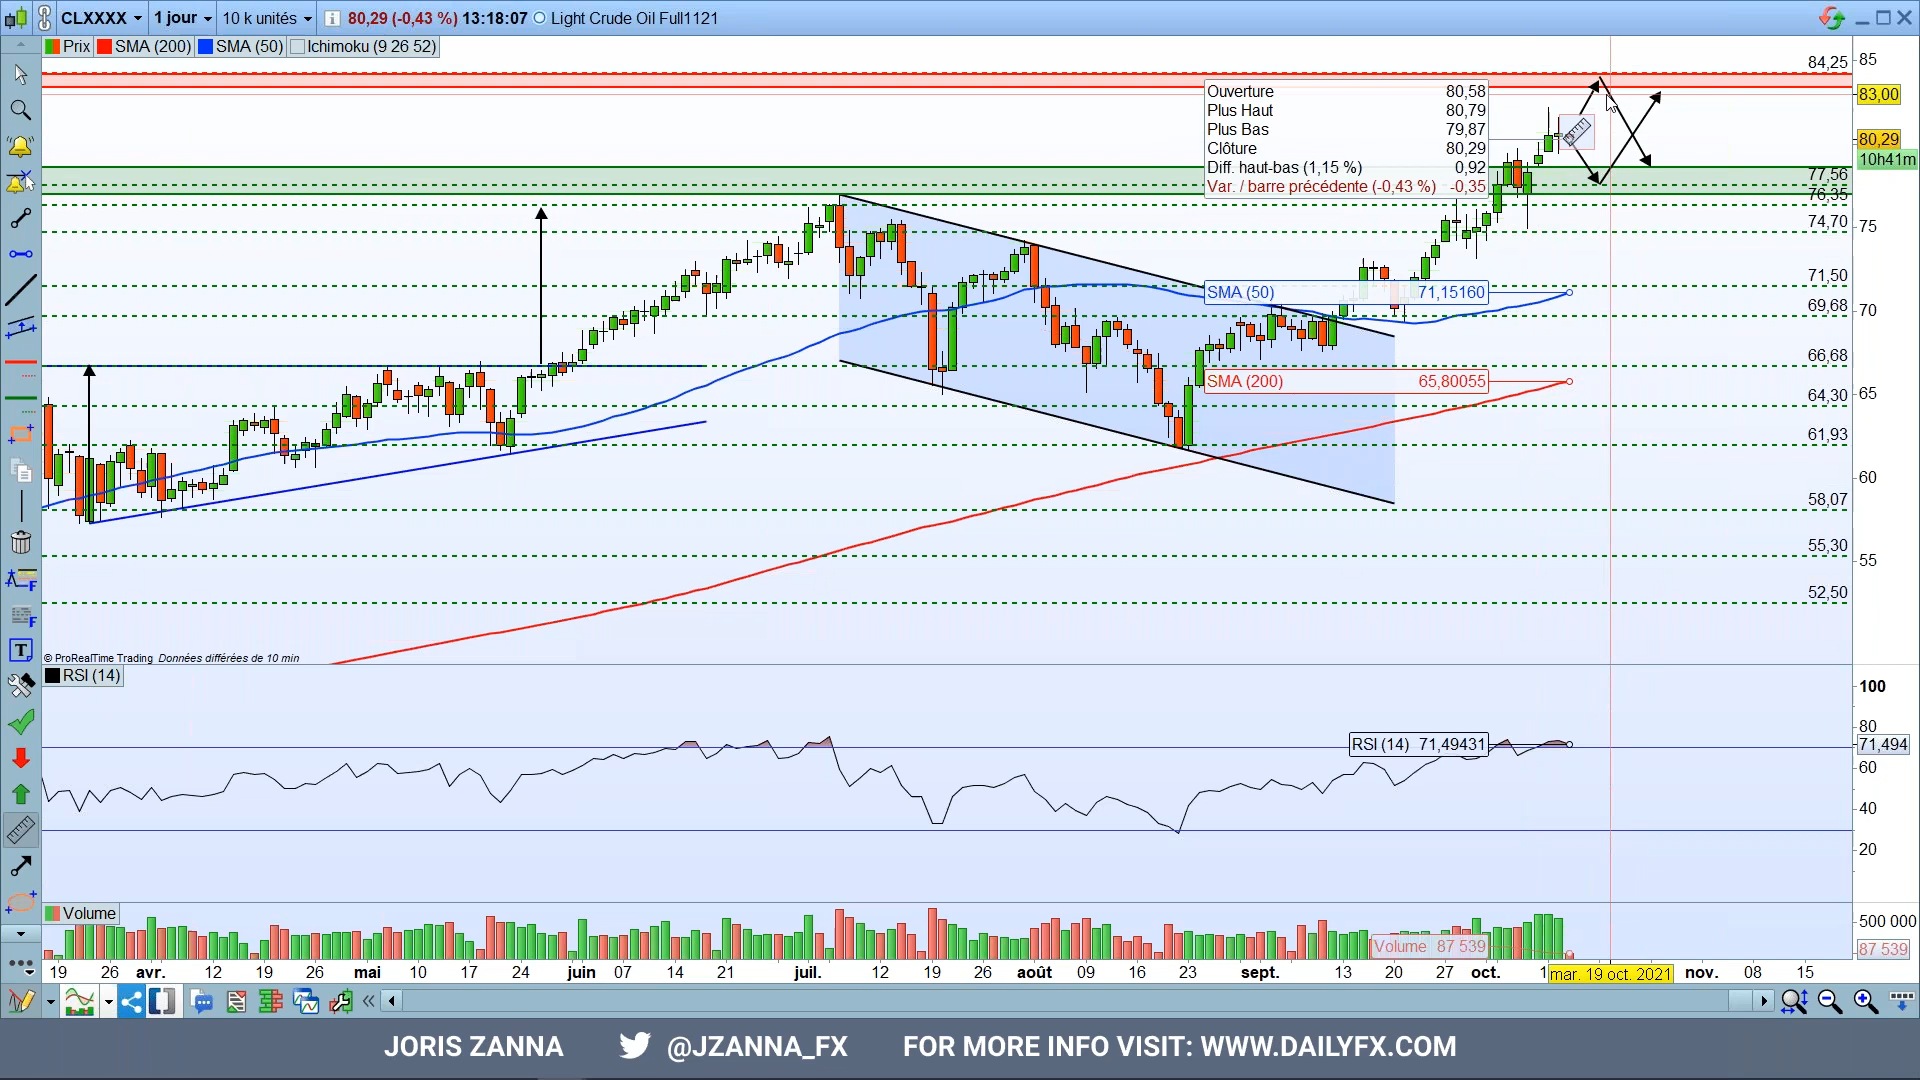 CLXXXX 1 jour 10 k unités 80,29 (-0,43 %) 13:18:07 Light Crude Oil Full1121
Prix SMA (200) SMA (50) Ichimoku (9 26 52)
84,25
85
83,00
Ouverture 80,58
Plus Haut 80,79
Plus Bas 79,87
Clôture 80,29
Diff. haut-bas (1,15 %) 0,92
Var. / barre précédente (-0,43 %) -0,35
80,29
10h41m
77,56
76,35
74,70
75
71,50
SMA (50) 71,15160
69,68
70
66,68
SMA (200) 65,80055
64,30
65
61,93
60
58,07
55,30
55
52,50
© ProRealTime Trading Données différées de 10 min
RSI (14)
100
80
RSI (14) 71,49431
71,494
60
40
20
Volume
500 000
Volume 87 539
87 539
19 26 avr. 12 19 26 mai 10 17 24 juin 07 14 21 juil. 12 19 26 août 09 16 23 sept. 13 20 27 oct. mar. 19 oct. 2021 nov. 08 15
JORIS ZANNA @JZANNA_FX FOR MORE INFO VISIT: WWW.DAILYFX.COM